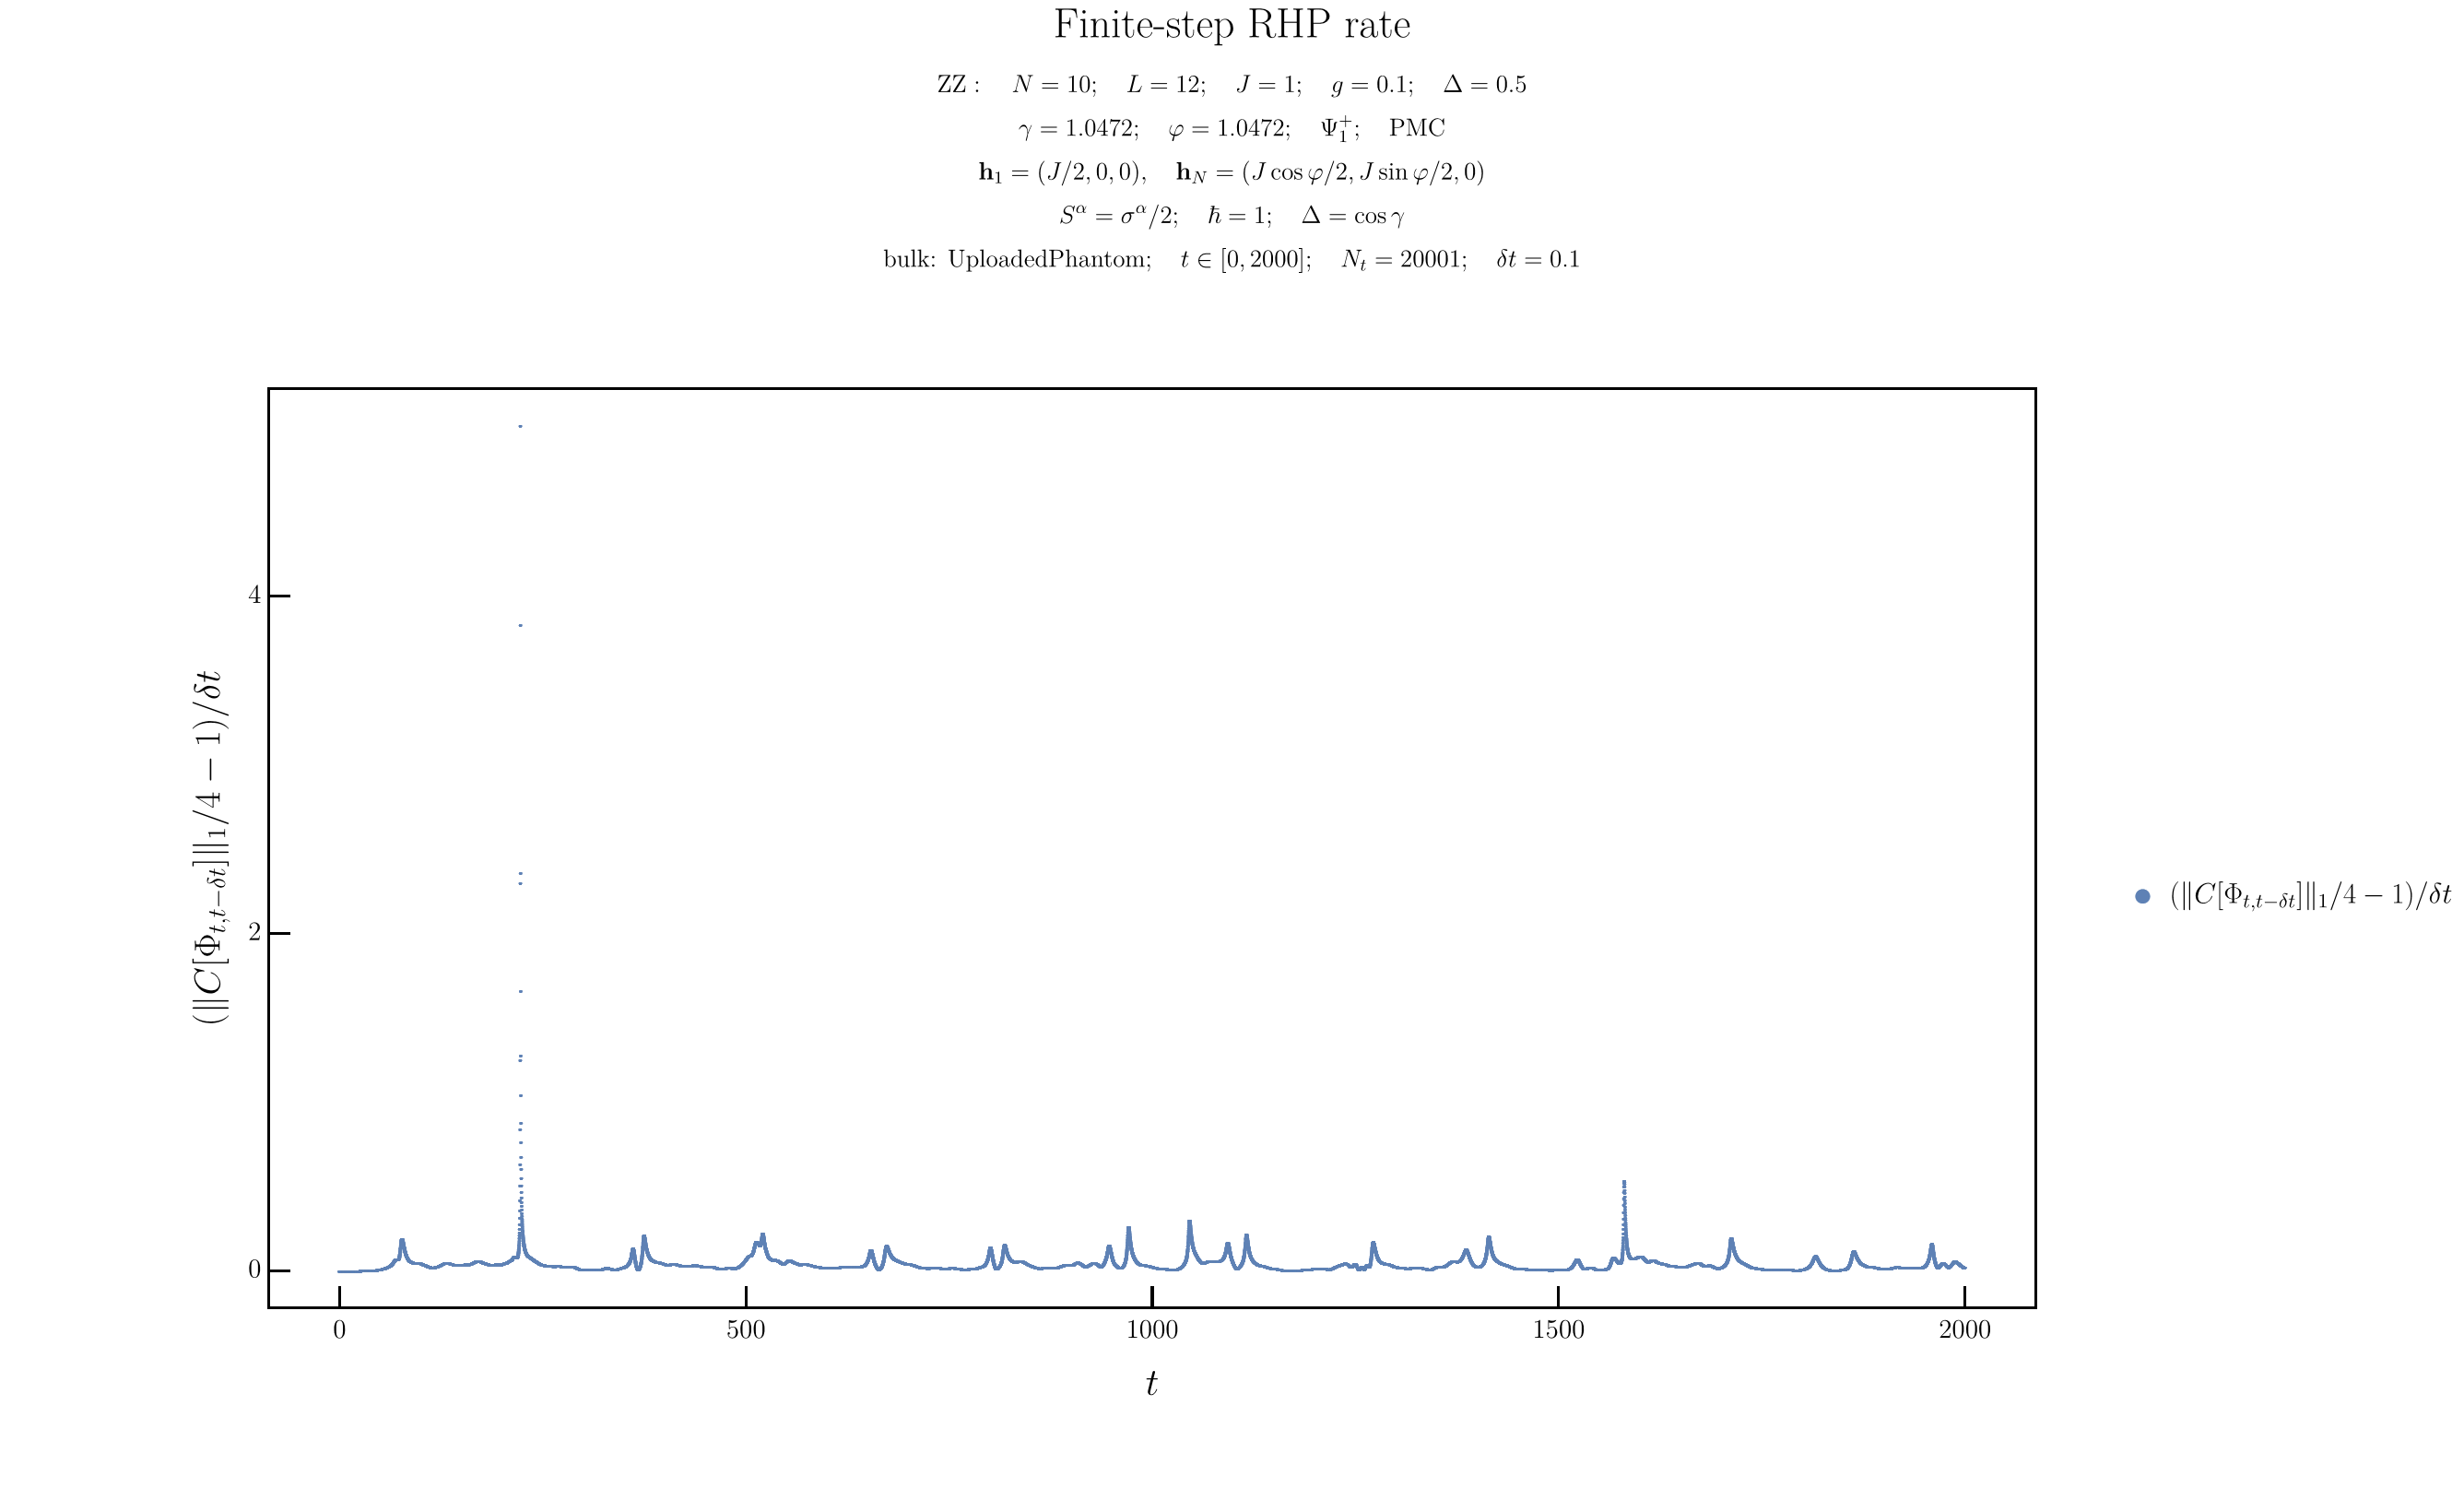 Finite-step RHP rate
ZZ : N = 10; L = 12; J = 1; g = 0.1; Δ = 0.5
γ = 1.0472; φ = 1.0472; Ψ₁⁺; PMC
𝐡₁ = (J/2, 0, 0), 𝐡_N = (J cos φ/2, J sin φ/2, 0)
S^α = σ^α/2; ℏ = 1; Δ = cos γ
bulk: UploadedPhantom; t ∈ [0, 2000]; N_t = 20001; δt = 0.1
(‖C[Φ_{t,t−δt}]‖₁/4 − 1)/δt
4
2
0
0 500 1000 1500 2000
t
(‖C[Φ_{t,t−δt}]‖₁/4 − 1)/δt